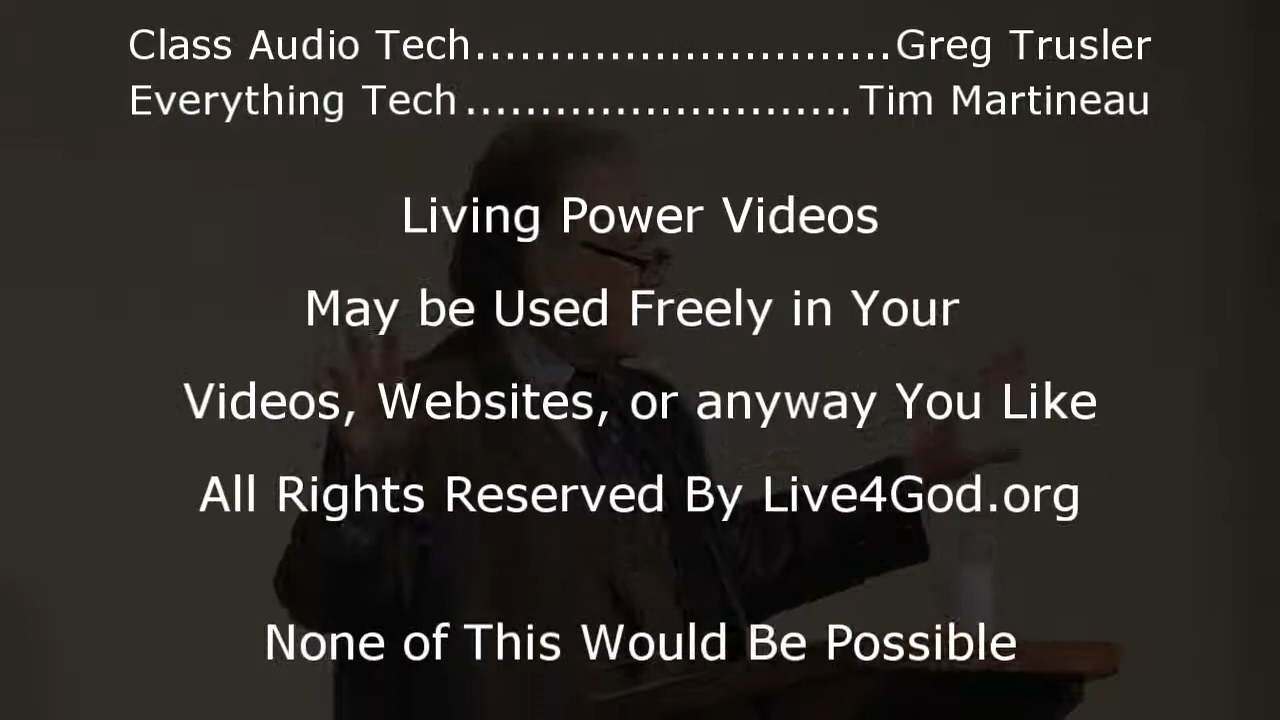 Class Audio Tech............................Greg Trusler
Everything Tech..........................Tim Martineau
Living Power Videos
May be Used Freely in Your
Videos, Websites, or anyway You Like
All Rights Reserved By Live4God.org
None of This Would Be Possible